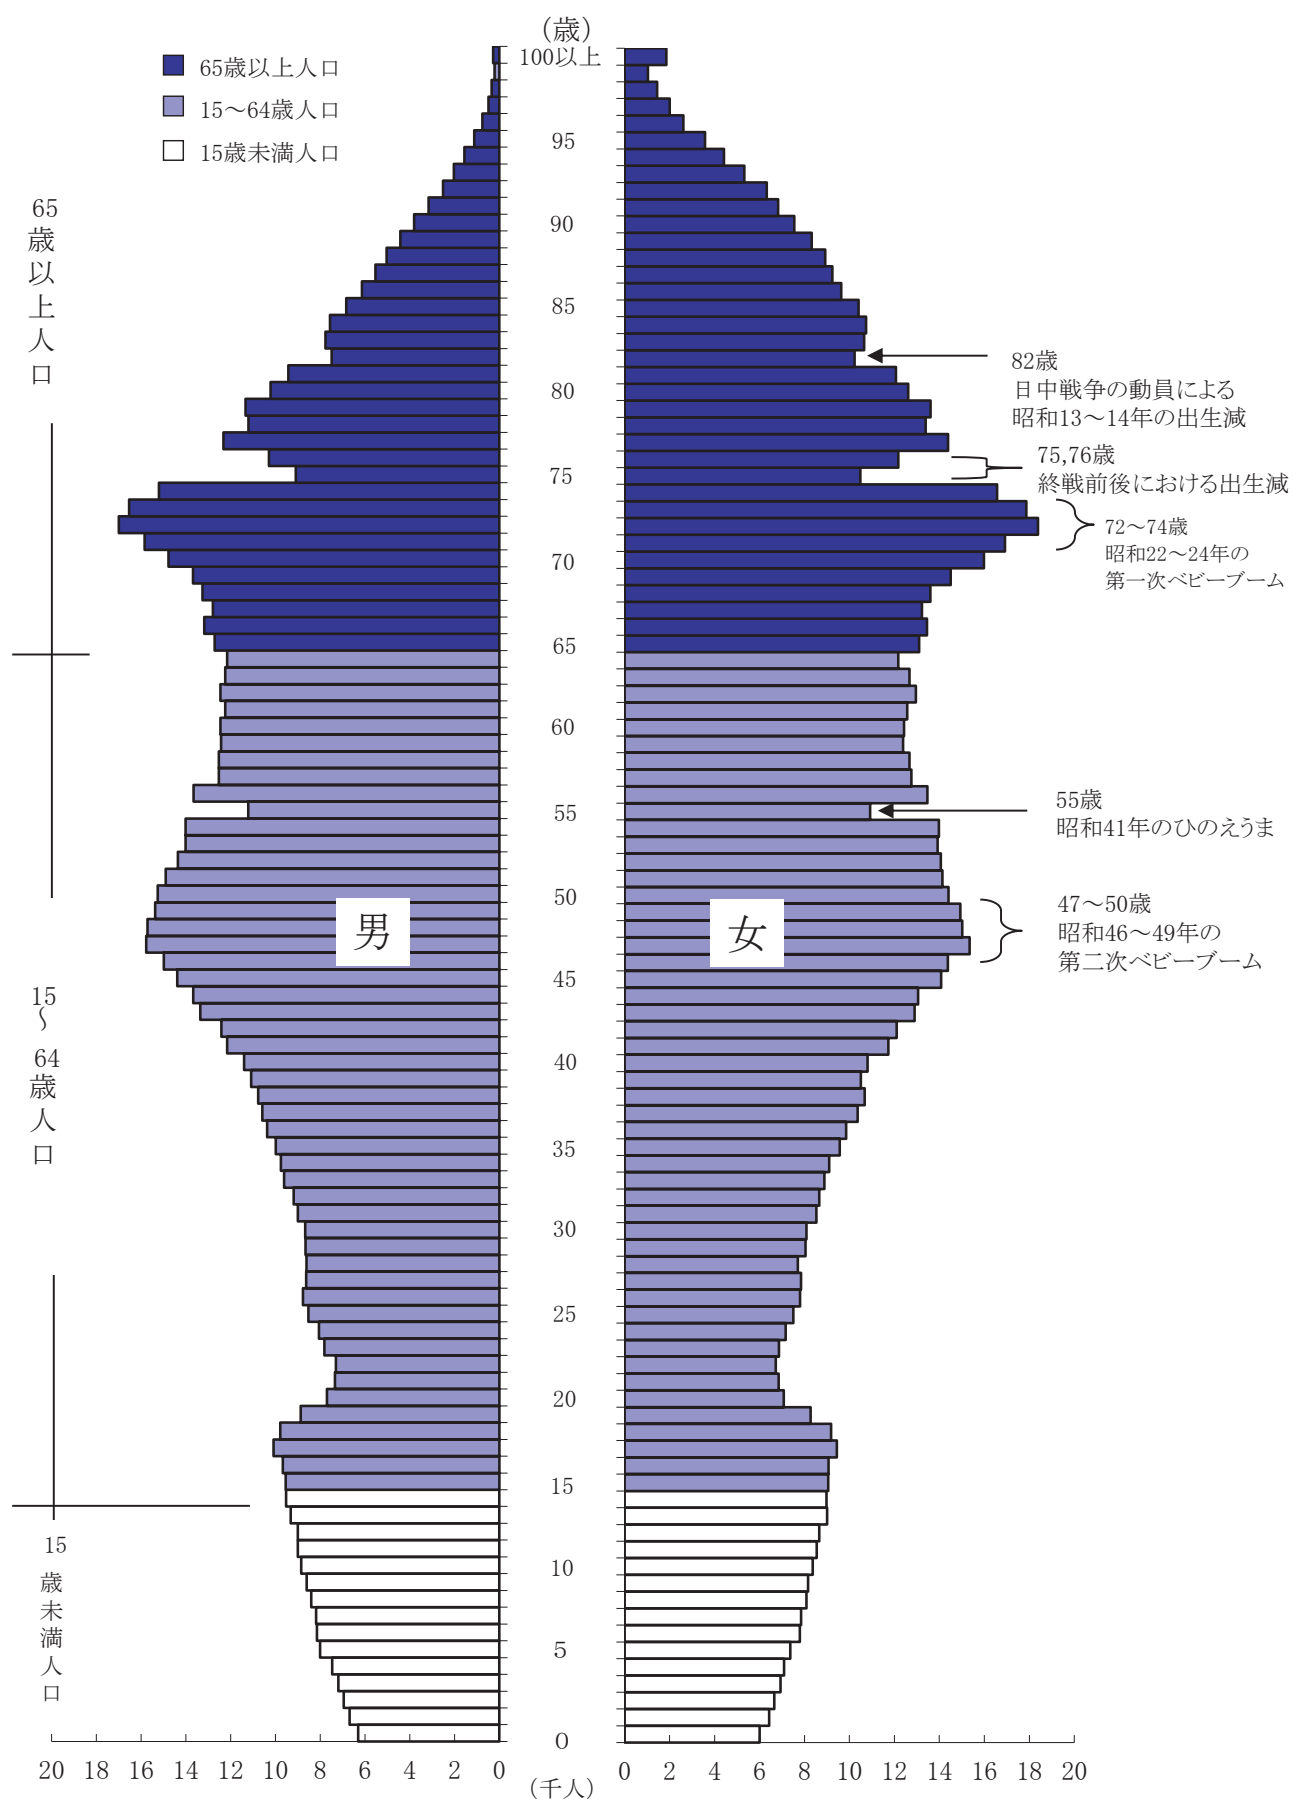 (歳)
100以上
65歳以上人口
15～64歳人口
15歳未満人口
95
90
85
80
75
70
65
60
55
50
45
40
35
30
25
20
15
10
5
0
65
歳
以
上
人
口
15
～
64
歳
人
口
15
歳
未
満
人
口
男
女
82歳
日中戦争の動員による
昭和13～14年の出生減
75,76歳
終戦前後における出生減
72～74歳
昭和22～24年の
第一次ベビーブーム
55歳
昭和41年のひのえうま
47～50歳
昭和46～49年の
第二次ベビーブーム
20 18 16 14 12 10 8 6 4 2 0
(千人)
0 2 4 6 8 10 12 14 16 18 20